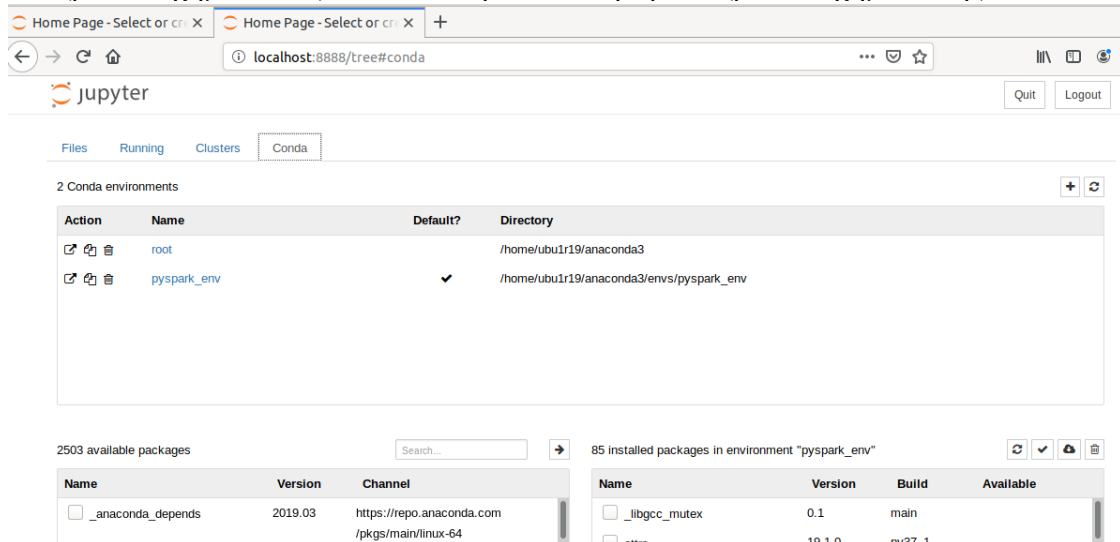 Home Page - Select or cr
Home Page - Select or cr
localhost:8888/tree#conda
jupyter
Quit
Logout
Files
Running
Clusters
Conda
2 Conda environments
Action Name Default? Directory
root /home/ubu1r19/anaconda3
pyspark_env /home/ubu1r19/anaconda3/envs/pyspark_env
2503 available packages
Search...
85 installed packages in environment "pyspark_env"
Name Version Channel
Name Version Build Available
_anaconda_depends 2019.03 https://repo.anaconda.com
/pkgs/main/linux-64
_libgcc_mutex 0.1 main